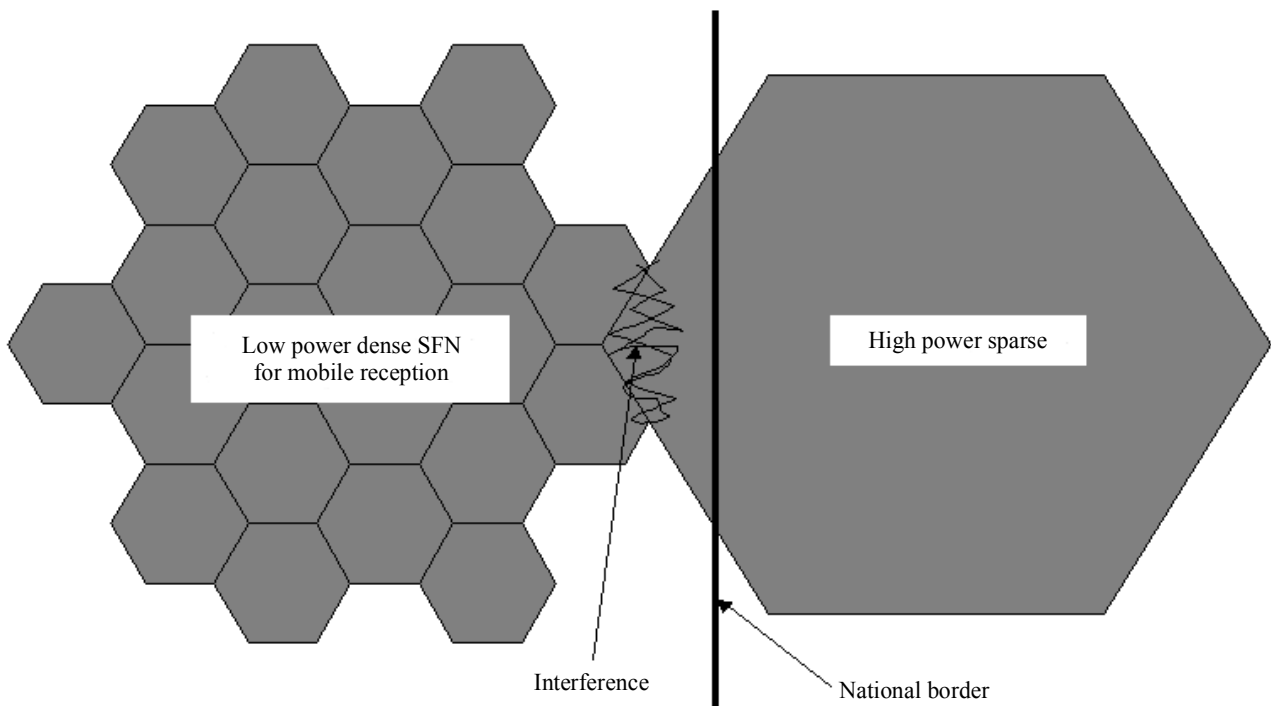 Low power dense SFN
for mobile reception
High power sparse
Interference
National border